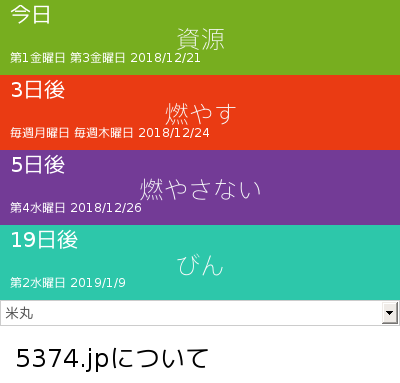 今日
資源
第1金曜日 第3金曜日 2018/12/21
3日後
燃やす
毎週月曜日 毎週木曜日 2018/12/24
5日後
燃やさない
第4水曜日 2018/12/26
19日後
びん
第2水曜日 2019/1/9
米丸
5374.jpについて